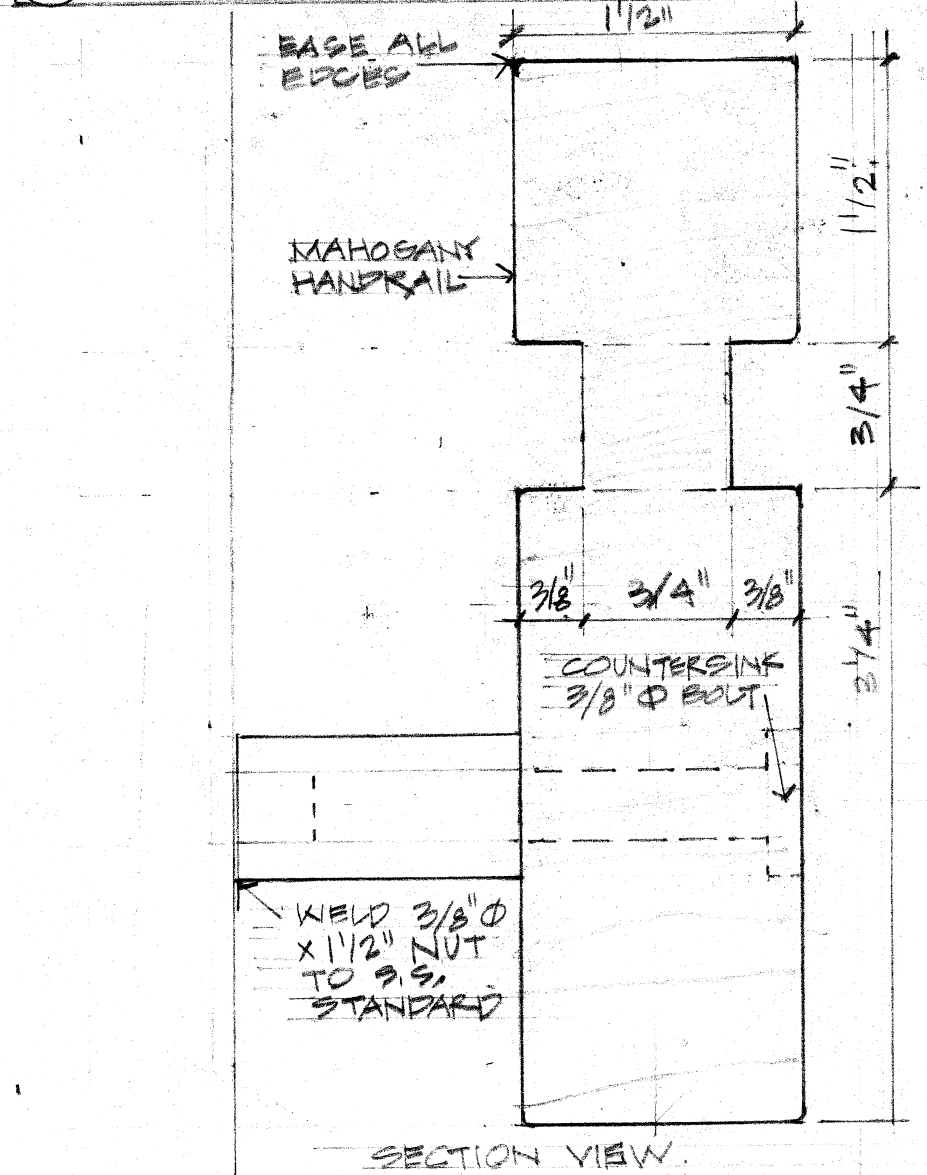 1 1/2"
EASE ALL
EDGES
1 1/2"
MAHOGANY
HANDRAIL
3/4"
3/8"
3/4"
3/8"
3 1/4"
COUNTERSINK
3/8" Ø BOLT
WELD 3/8" Ø
x 1 1/2" NUT
TO S.S.
STANDARD
SECTION VIEW.